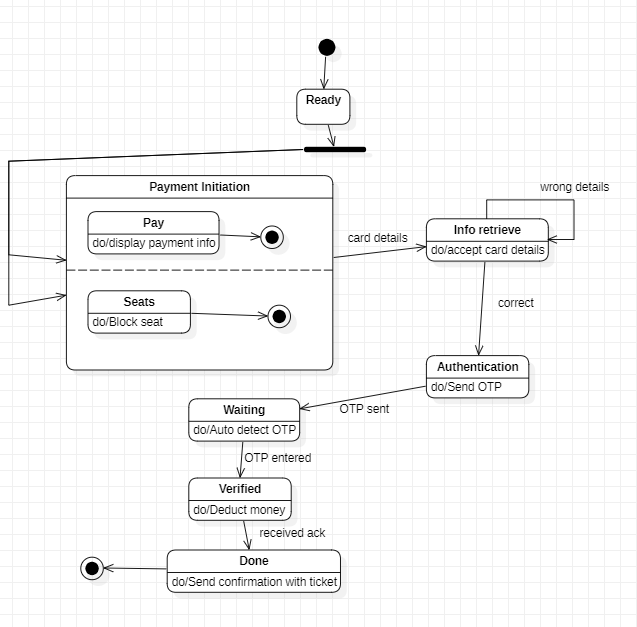 Ready
Payment Initiation
Pay
do/display payment info
Seats
do/Block seat
card details
wrong details
Info retrieve
do/accept card details
correct
Authentication
do/Send OTP
OTP sent
Waiting
do/Auto detect OTP
OTP entered
Verified
do/Deduct money
received ack
Done
do/Send confirmation with ticket